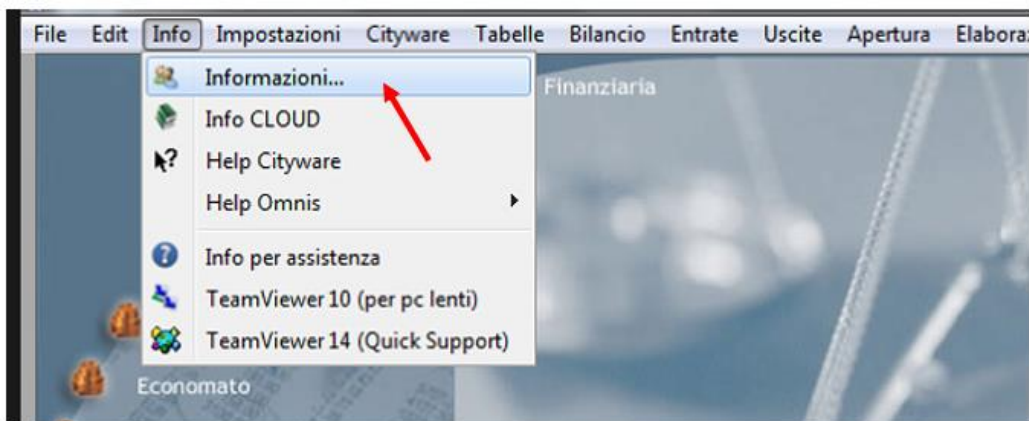 File Edit Info Impostazioni Cityware Tabelle Bilancio Entrate Uscite Apertura Elabora
Informazioni...
Finanziaria
Info CLOUD
Help Cityware
Help Omnis
Info per assistenza
TeamViewer 10 (per pc lenti)
TeamViewer 14 (Quick Support)
Economato